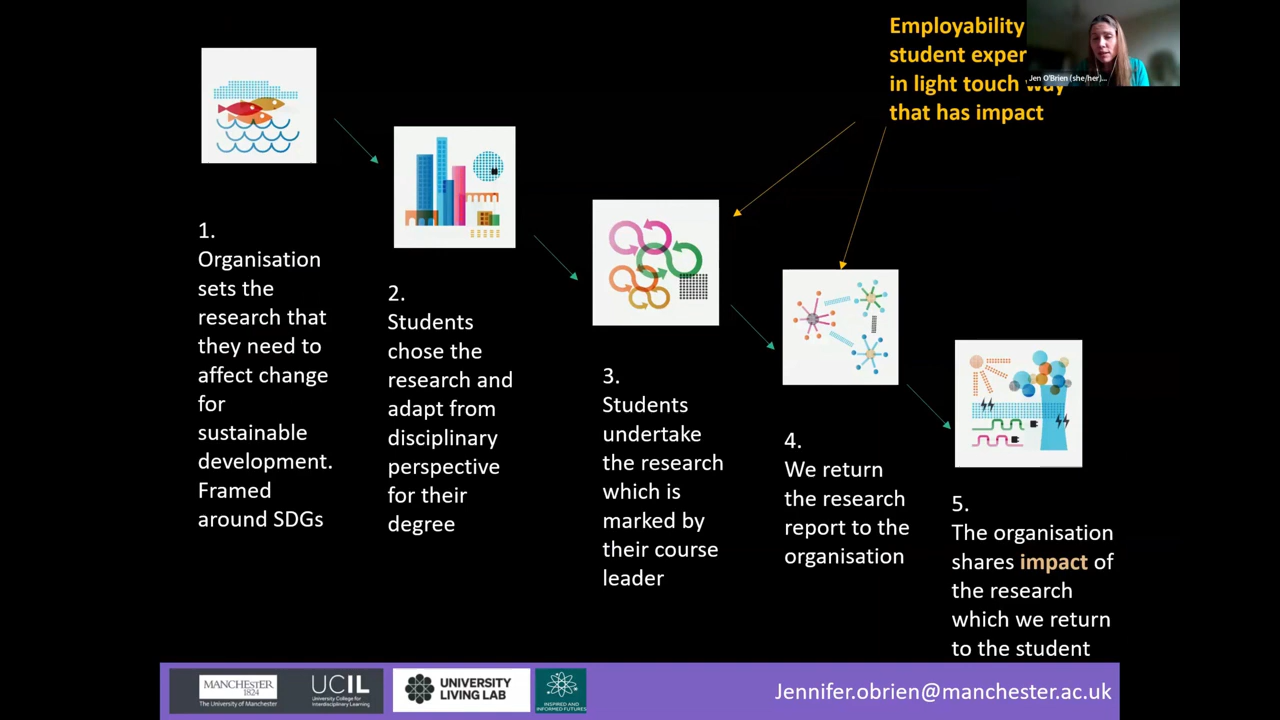 Employability
student exper
in light touch way
that has impact
Jen O'Brien (she/her)...
1.
Organisation
sets the
research that
they need to
affect change
for
sustainable
development.
Framed
around SDGs
2.
Students
chose the
research and
adapt from
disciplinary
perspective
for their
degree
3.
Students
undertake
the research
which is
marked by
their course
leader
4.
We return
the research
report to the
organisation
5.
The organisation
shares impact of
the research
which we return
to the student
MANCHESTER
1824
The University of Manchester
UCIL
University College for
Interdisciplinary Learning
UNIVERSITY
LIVING LAB
INSPIRED AND
INFORMED FUTURES
Jennifer.obrien@manchester.ac.uk